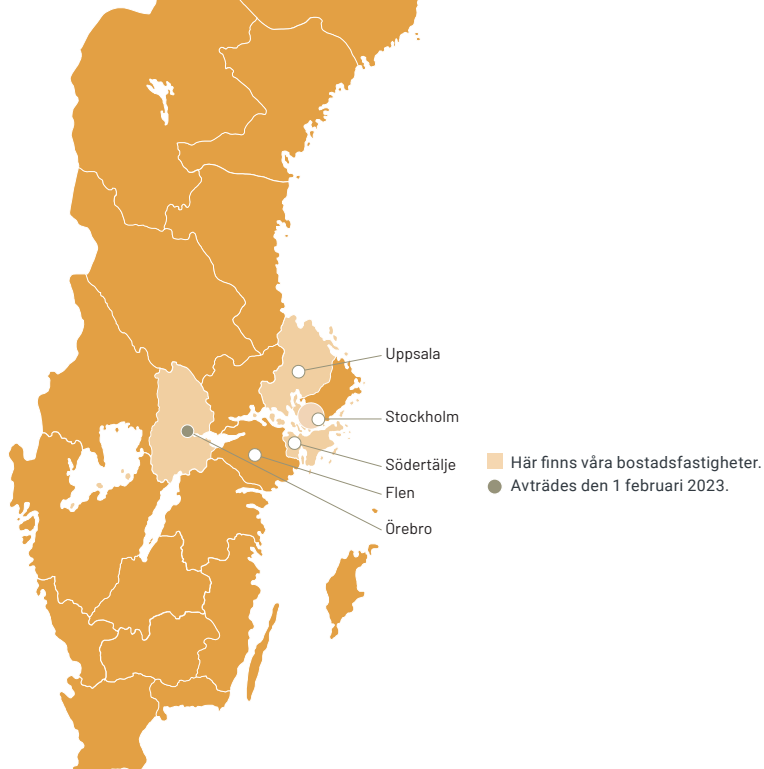 Uppsala
Stockholm
Södertälje
Flen
Örebro
Här finns våra bostadsfastigheter.
Avträdes den 1 februari 2023.